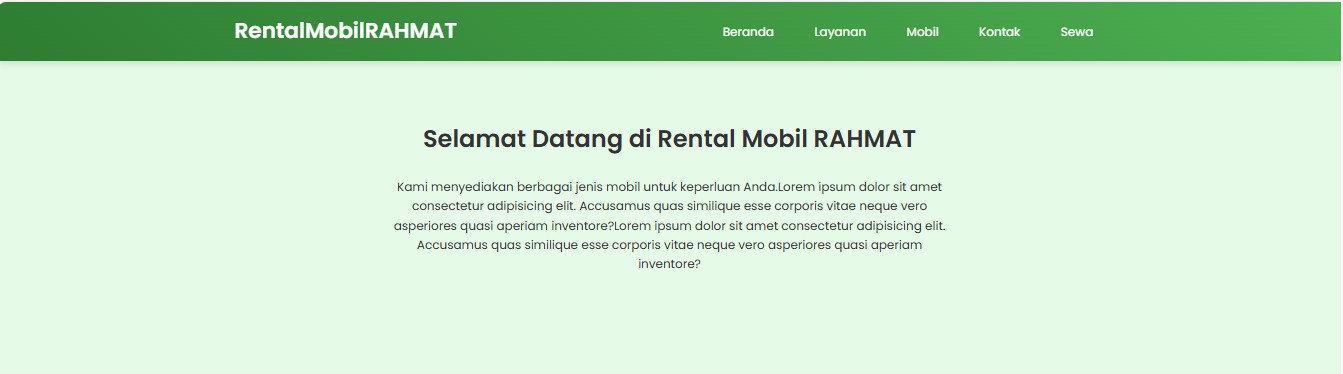 RentalMobilRAHMAT
Beranda Layanan Mobil Kontak Sewa
Selamat Datang di Rental Mobil RAHMAT
Kami menyediakan berbagai jenis mobil untuk keperluan Anda.Lorem ipsum dolor sit amet
consectetur adipisicing elit. Accusamus quas similique esse corporis vitae neque vero
asperiores quasi aperiam inventore?Lorem ipsum dolor sit amet consectetur adipisicing elit.
Accusamus quas similique esse corporis vitae neque vero asperiores quasi aperiam
inventore?